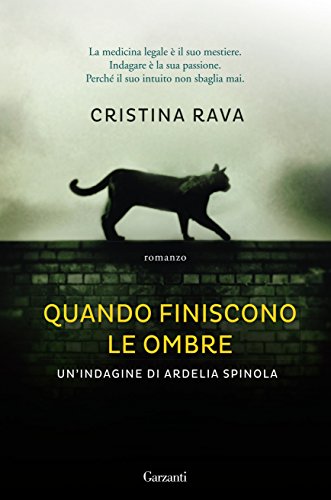 La medicina legale è il suo mestiere.
Indagare è la sua passione.
Perché il suo intuito non sbaglia mai.
CRISTINA RAVA
romanzo
QUANDO FINISCONO
LE OMBRE
UN'INDAGINE DI ARDELIA SPINOLA
Garzanti